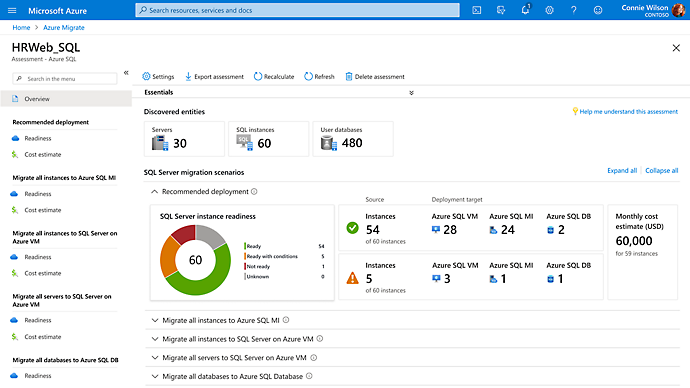 Microsoft Azure
Search resources, services and docs
1
Connie Wilson
CONTOSO
Home > Azure Migrate
HRWeb_SQL
Assessment - Azure SQL
Search in the menu
Overview
Recommended deployment
Readiness
Cost estimate
Migrate all instances to Azure SQL MI
Readiness
Cost estimate
Migrate all instances to SQL Server on
Azure VM
Readiness
Cost estimate
Migrate all servers to SQL Server on
Azure VM
Readiness
Cost estimate
Migrate all databases to Azure SQL DB
Readiness
Settings
Export assessment
Recalculate
Refresh
Delete assessment
Essentials
Discovered entities
Help me understand this assessment
Servers
30
SQL instances
SQL
60
User databases
480
SQL Server migration scenarios
Expand all
Collapse all
Recommended deployment
SQL Server instance readiness
60
Ready 54
Ready with conditions 5
Not ready 1
Unknown 0
Source
Deployment target
Instances
54
of 60 instances
Azure SQL VM
28
Azure SQL MI
24
Azure SQL DB
2
Instances
5
of 60 instances
Azure SQL VM
3
Azure SQL MI
1
Azure SQL DB
1
Monthly cost
estimate (USD)
60,000
for 59 instances
Migrate all instances to Azure SQL MI
Migrate all instances to SQL Server on Azure VM
Migrate all servers to SQL Server on Azure VM
Migrate all databases to Azure SQL Database